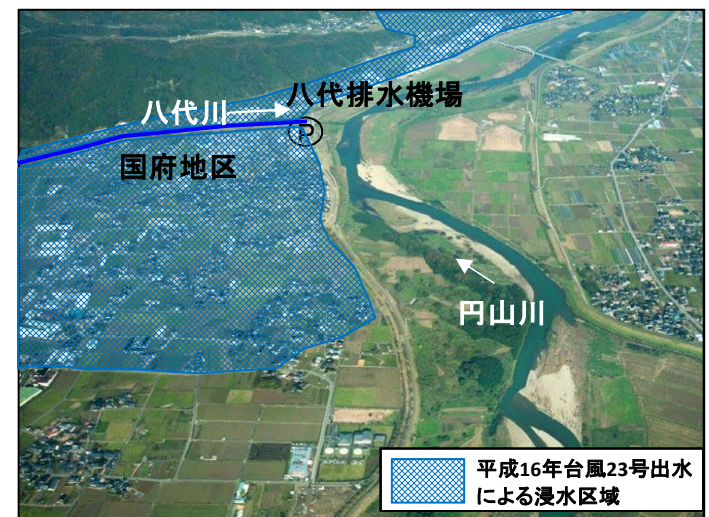 八代川
八代排水機場
P
国府地区
円山川
平成16年台風23号出水
による浸水区域